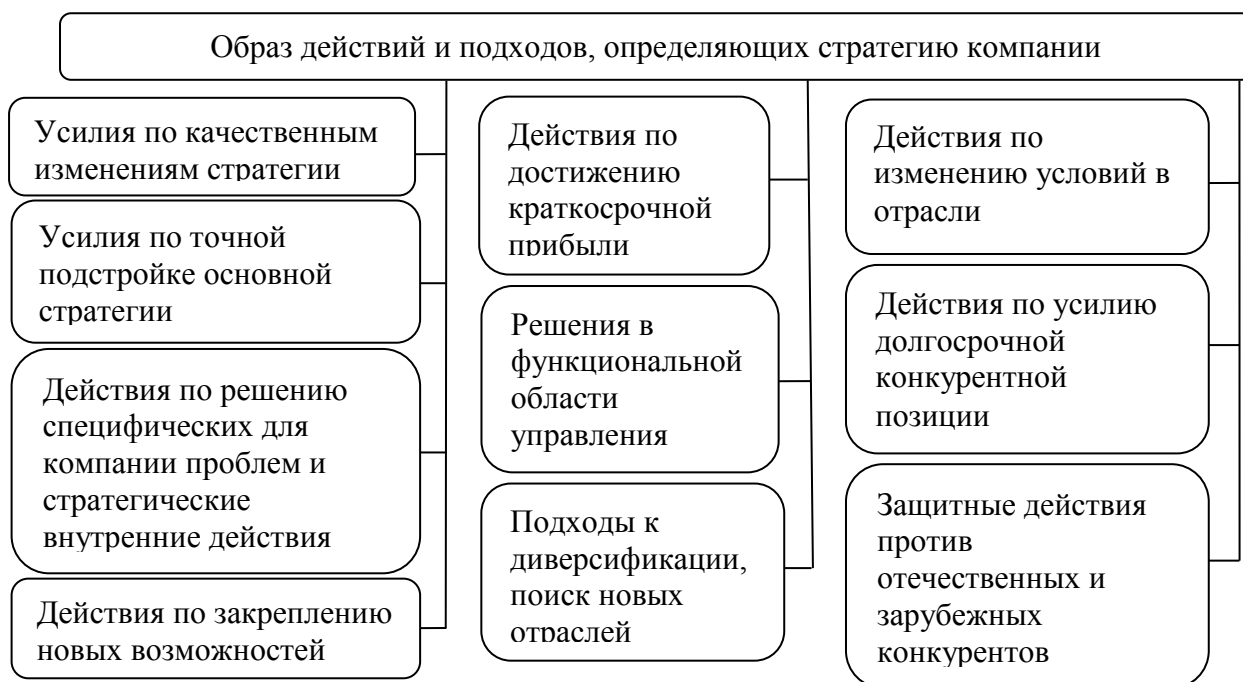 Образ действий и подходов, определяющих стратегию компании
Усилия по качественным
изменениям стратегии
Усилия по точной
подстройке основной
стратегии
Действия по решению
специфических для
компании проблем и
стратегические
внутренние действия
Действия по закреплению
новых возможностей
Действия по
достижению
краткосрочной
прибыли
Решения в
функциональной
области
управления
Подходы к
диверсификации,
поиск новых
отраслей
Действия по
изменению условий в
отрасли
Действия по усилию
долгосрочной
конкурентной
позиции
Защитные действия
против
отечественных и
зарубежных
конкурентов